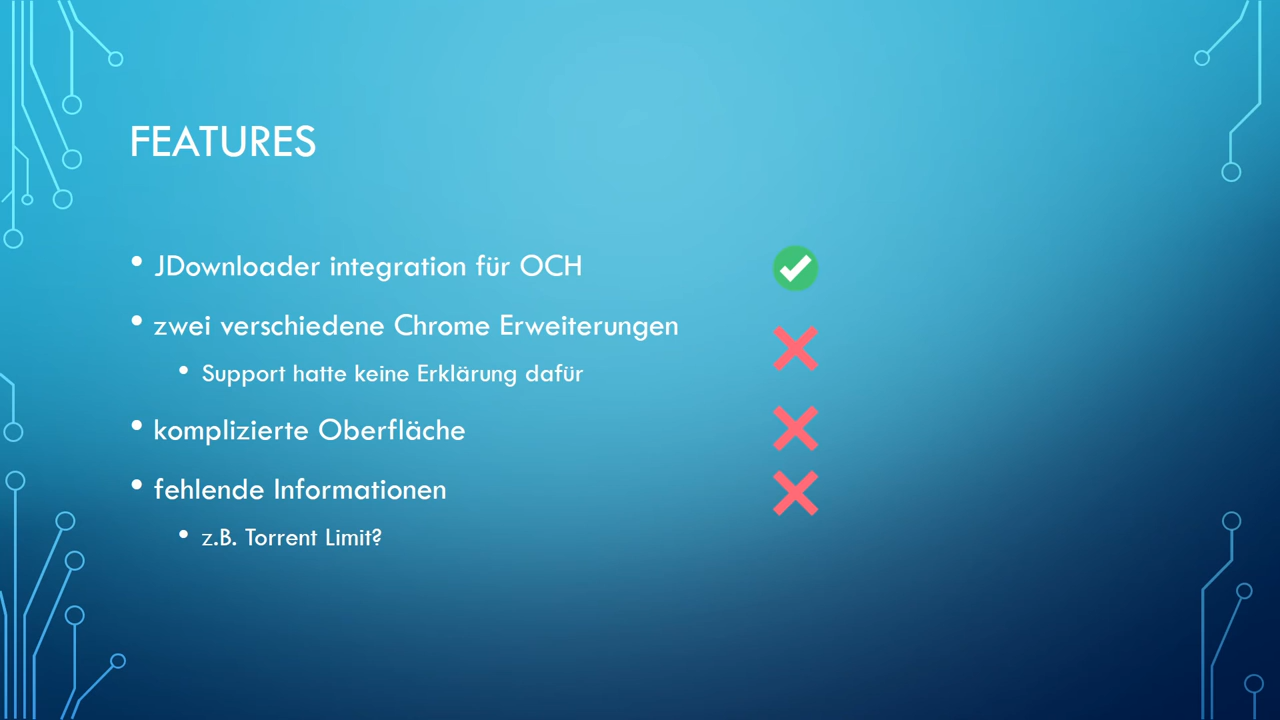 FEATURES
• JDownloader integration für OCH
• zwei verschiedene Chrome Erweiterungen
• Support hatte keine Erklärung dafür
• komplizierte Oberfläche
• fehlende Informationen
• z.B. Torrent Limit?